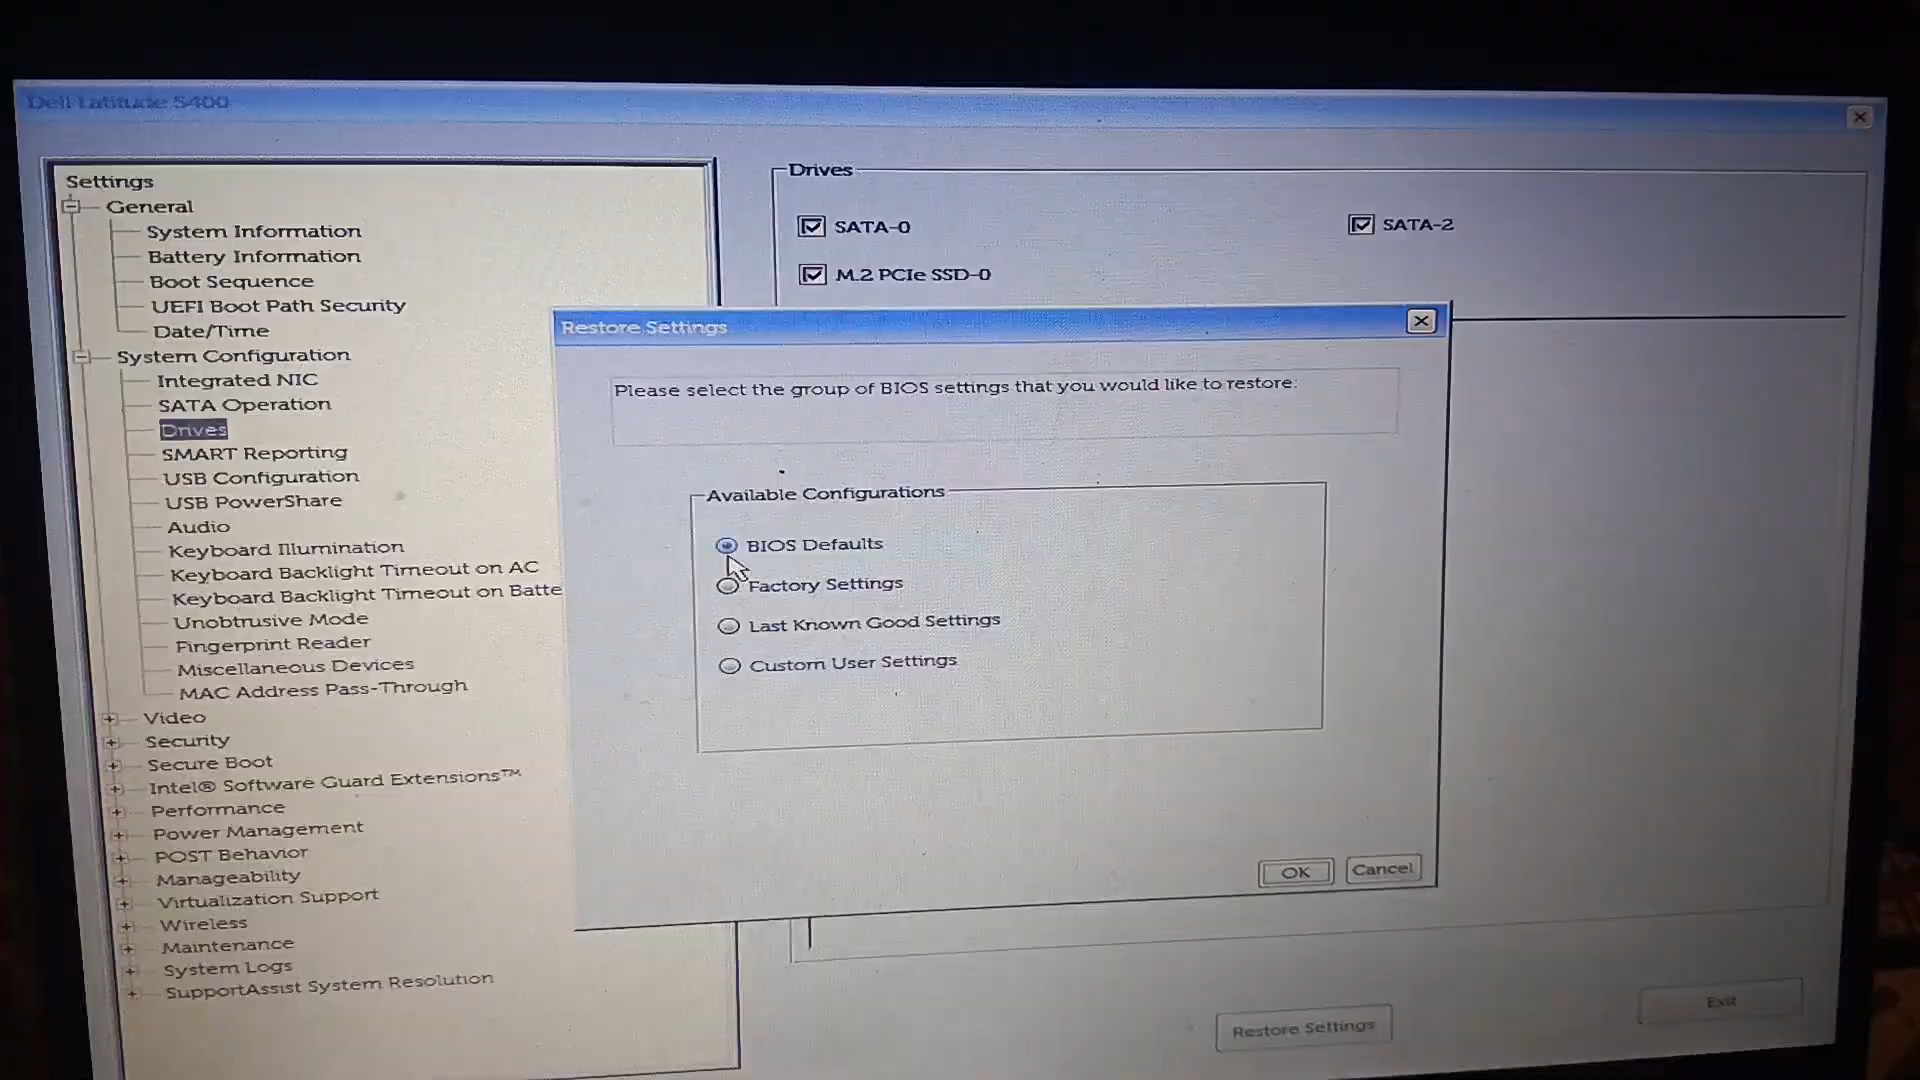 Dell Latitude 5400
Settings
General
System Information
Battery Information
Boot Sequence
UEFI Boot Path Security
Date/Time
System Configuration
Integrated NIC
SATA Operation
Drives
SMART Reporting
USB Configuration
USB PowerShare
Audio
Keyboard Illumination
Keyboard Backlight Timeout on AC
Keyboard Backlight Timeout on Batte
Unobtrusive Mode
Fingerprint Reader
Miscellaneous Devices
MAC Address Pass-Through
Video
Security
Secure Boot
Intel® Software Guard Extensions™
Performance
Power Management
POST Behavior
Manageability
Virtualization Support
Wireless
Maintenance
System Logs
SupportAssist System Resolution
Drives
SATA-0
SATA-2
M.2 PCIe SSD-0
Restore Settings
Please select the group of BIOS settings that you would like to restore:
Available Configurations
BIOS Defaults
Factory Settings
Last Known Good Settings
Custom User Settings
OK
Cancel
Restore Settings
Exit